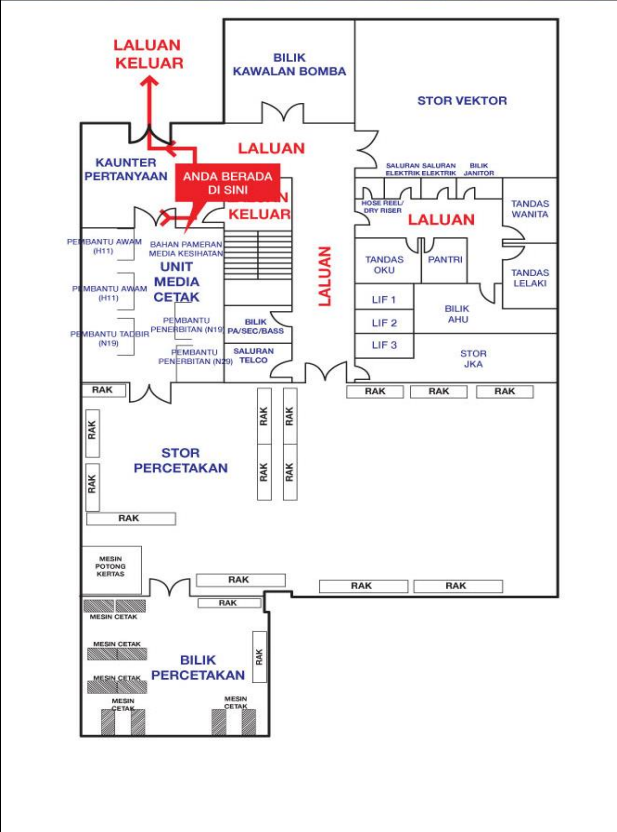 LALUAN
KELUAR
BILIK
KAWALAN BOMBA
STOR VEKTOR
LALUAN
KAUNTER
PERTANYAAN
ANDA BERADA
DI SINI
KELUAR
SALURAN
ELEKTRIK
SALURAN
ELEKTRIK
BILIK
JANITOR
HOSE REEL/
DRY RISER
LALUAN
TANDAS
WANITA
PEMBANTU AWAM
(H11)
BAHAN PAMERAN
MEDIA KESIHATAN
UNIT
MEDIA
CETAK
LALUAN
TANDAS
OKU
PANTRI
TANDAS
LELAKI
PEMBANTU AWAM
(H11)
LIF 1
LIF 2
LIF 3
BILIK
AHU
PEMBANTU TADBIR
(N19)
PEMBANTU
PENERBITAN (N19)
BILIK
PA/SEC/BASS
PEMBANTU
PENERBITAN (N29)
SALURAN
TELCO
STOR
JKA
RAK
RAK
RAK
RAK
RAK
RAK
RAK
RAK
STOR
PERCETAKAN
RAK
RAK
RAK
RAK
MESIN
POTONG
KERTAS
RAK
RAK
RAK
RAK
MESIN CETAK
MESIN CETAK
BILIK
PERCETAKAN
RAK
MESIN CETAK
MESIN
CETAK
MESIN
CETAK